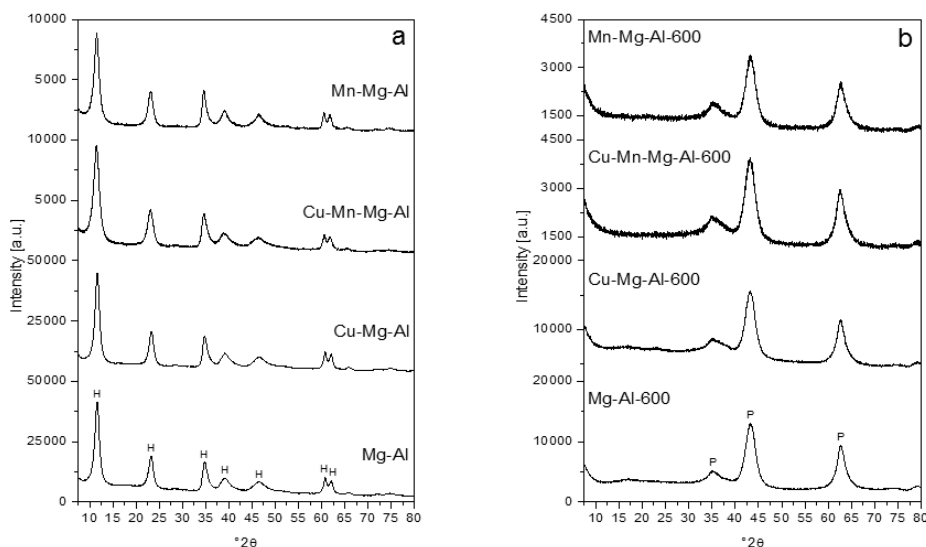 10000
a
5000
Mn-Mg-Al
10000
5000
Cu-Mn-Mg-Al
50000
25000
Cu-Mg-Al
50000
H
25000
H
H
H
H
H
H
Mg-Al
0
10 15 20 25 30 35 40 45 50 55 60 65 70 75 80
°2θ
Intensity [a.u.]
4500
b
Mn-Mg-Al-600
3000
1500
4500
Cu-Mn-Mg-Al-600
3000
1500
20000
Cu-Mg-Al-600
10000
20000
Mg-Al-600
P
P
P
10000
0
10 15 20 25 30 35 40 45 50 55 60 65 70 75 80
°2θ
Intensity [a.u.]